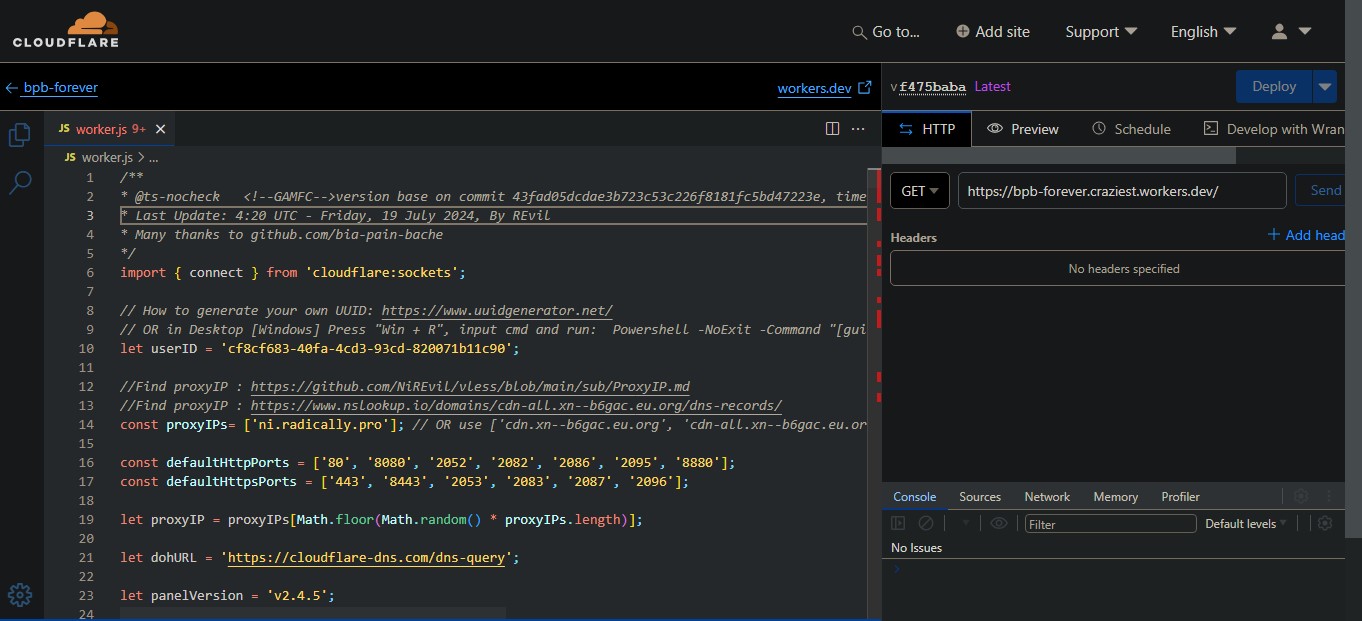 CLOUDFLARE
Go to...
Add site
Support
English
bpb-forever
workers.dev
v f475baba Latest
Deploy
JS worker.js 9+
HTTP
Preview
Schedule
Develop with Wran
JS worker.js > ...
1 /**
2 * @ts-nocheck   <!--GAMFC-->version base on commit 43fad05dcdae3b723c53c226f8181fc5bd47223e, time
3 * Last Update: 4:20 UTC - Friday, 19 July 2024, By REvil
4 * Many thanks to github.com/bia-pain-bache
5 */
6 import { connect } from 'cloudflare:sockets';
7
8 // How to generate your own UUID: https://www.uuidgenerator.net/
9 // OR in Desktop [Windows] Press "Win + R", input cmd and run:  Powershell -NoExit -Command "[gui
10 let userID = 'cf8cf683-40fa-4cd3-93cd-820071b11c90';
11
12 //Find proxyIP : https://github.com/NiREvil/vless/blob/main/sub/ProxyIP.md
13 //Find proxyIP : https://www.nslookup.io/domains/cdn-all.xn--b6gac.eu.org/dns-records/
14 const proxyIPs= ['ni.radically.pro']; // OR use ['cdn.xn--b6gac.eu.org', 'cdn-all.xn--b6gac.eu.or
15
16 const defaultHttpPorts = ['80', '8080', '2052', '2082', '2086', '2095', '8880'];
17 const defaultHttpsPorts = ['443', '8443', '2053', '2083', '2087', '2096'];
18
19 let proxyIP = proxyIPs[Math.floor(Math.random() * proxyIPs.length)];
20
21 let dohURL = 'https://cloudflare-dns.com/dns-query';
22
23 let panelVersion = 'v2.4.5';
24
GET
https://bpb-forever.craziest.workers.dev/
Send
Headers
Add head
No headers specified
Console
Sources
Network
Memory
Profiler
Filter
Default levels
No Issues